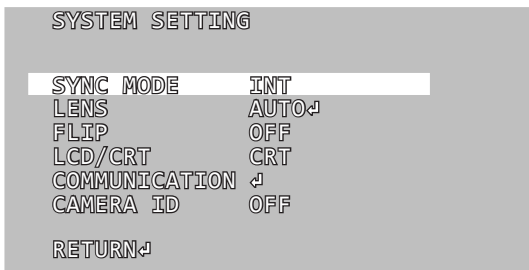 SYSTEM SETTING
SYNC MODE INT
LENS AUTO↲
FLIP OFF
LCD/CRT CRT
COMMUNICATION ↲
CAMERA ID OFF
RETURN↲